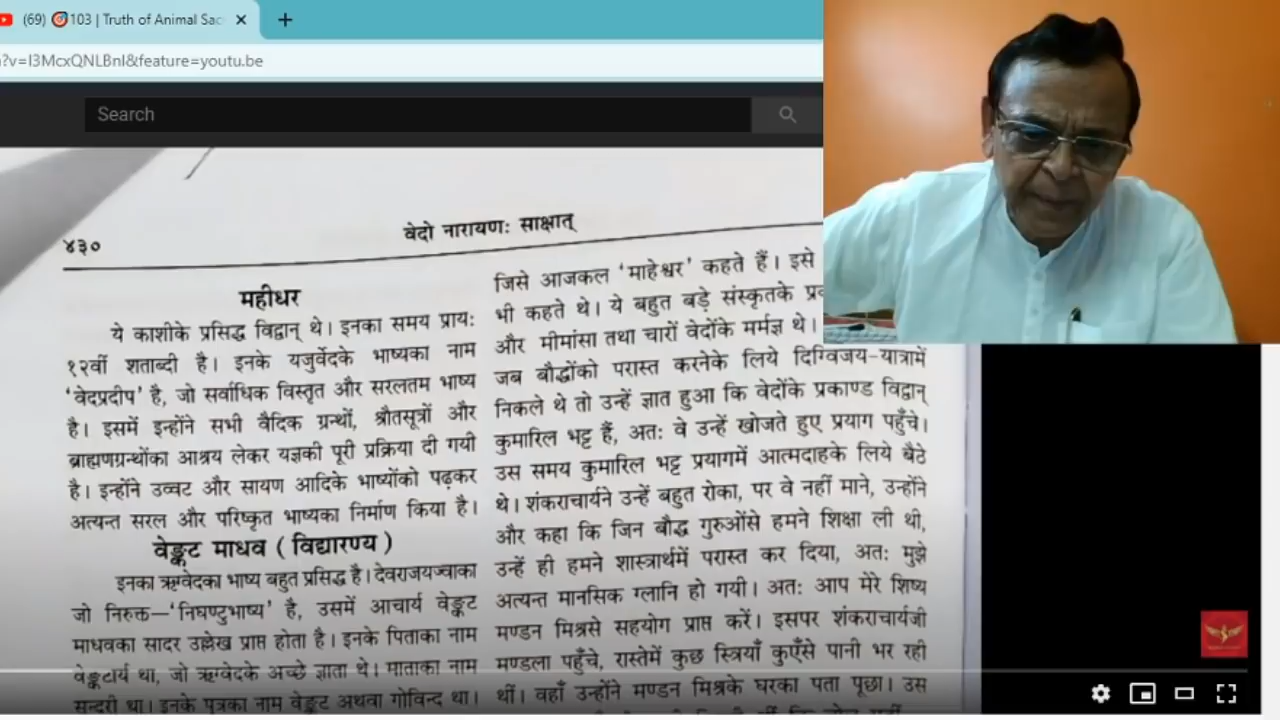 (69) 🎯103 | Truth of Animal Sac
?v=I3McxQNLBnI&feature=youtu.be
Search
४३०
वेदो नारायणः साक्षात्
महीधर
ये काशीके प्रसिद्ध विद्वान् थे। इनका समय प्रायः
१२वीं शताब्दी है। इनके यजुर्वेदके भाष्यका नाम
‘वेदप्रदीप’ है, जो सर्वाधिक विस्तृत और सरलतम भाष्य
है। इसमें इन्होंने सभी वैदिक ग्रन्थों, श्रौतसूत्रों और
ब्राह्मणग्रन्थोंका आश्रय लेकर यज्ञकी पूरी प्रक्रिया दी गयी
है। इन्होंने उव्वट और सायण आदिके भाष्योंको पढ़कर
अत्यन्त सरल और परिष्कृत भाष्यका निर्माण किया है।
वेङ्कट माधव ( विद्यारण्य )
इनका ऋग्वेदका भाष्य बहुत प्रसिद्ध है। देवराजयज्वाका
जो निरुक्त—‘निघण्टुभाष्य’ है, उसमें आचार्य वेङ्कट
माधवका सादर उल्लेख प्राप्त होता है। इनके पिताका नाम
वेङ्कटार्य था, जो ऋग्वेदके अच्छे ज्ञाता थे। माताका नाम
सुन्दरी था। इनके पुत्रका नाम वेङ्कट अथवा गोविन्द था।
जिसे आजकल ‘माहेश्वर’ कहते हैं। इसे
भी कहते थे। ये बहुत बड़े संस्कृतके
और मीमांसा तथा चारों वेदोंके मर्मज्ञ थे।
जब बौद्धोंको परास्त करनेके लिये दिग्विजय-यात्रामें
निकले थे तो उन्हें ज्ञात हुआ कि वेदोंके प्रकाण्ड विद्वान्
कुमारिल भट्ट हैं, अतः वे उन्हें खोजते हुए प्रयाग पहुँचे।
उस समय कुमारिल भट्ट प्रयागमें आत्मदाहके लिये बैठे
थे। शंकराचार्यने उन्हें बहुत रोका, पर वे नहीं माने, उन्होंने
और कहा कि जिन बौद्ध गुरुओंसे हमने शिक्षा ली थी,
उन्हें ही हमने शास्त्रार्थमें परास्त कर दिया, अतः मुझे
अत्यन्त मानसिक ग्लानि हो गयी। अतः आप मेरे शिष्य
मण्डन मिश्रसे सहयोग प्राप्त करें। इसपर शंकराचार्यजी
मण्डला पहुँचे, रास्तेमें कुछ स्त्रियाँ कुएँसे पानी भर रही
थीं। वहाँ उन्होंने मण्डन मिश्रके घरका पता पूछा। उस